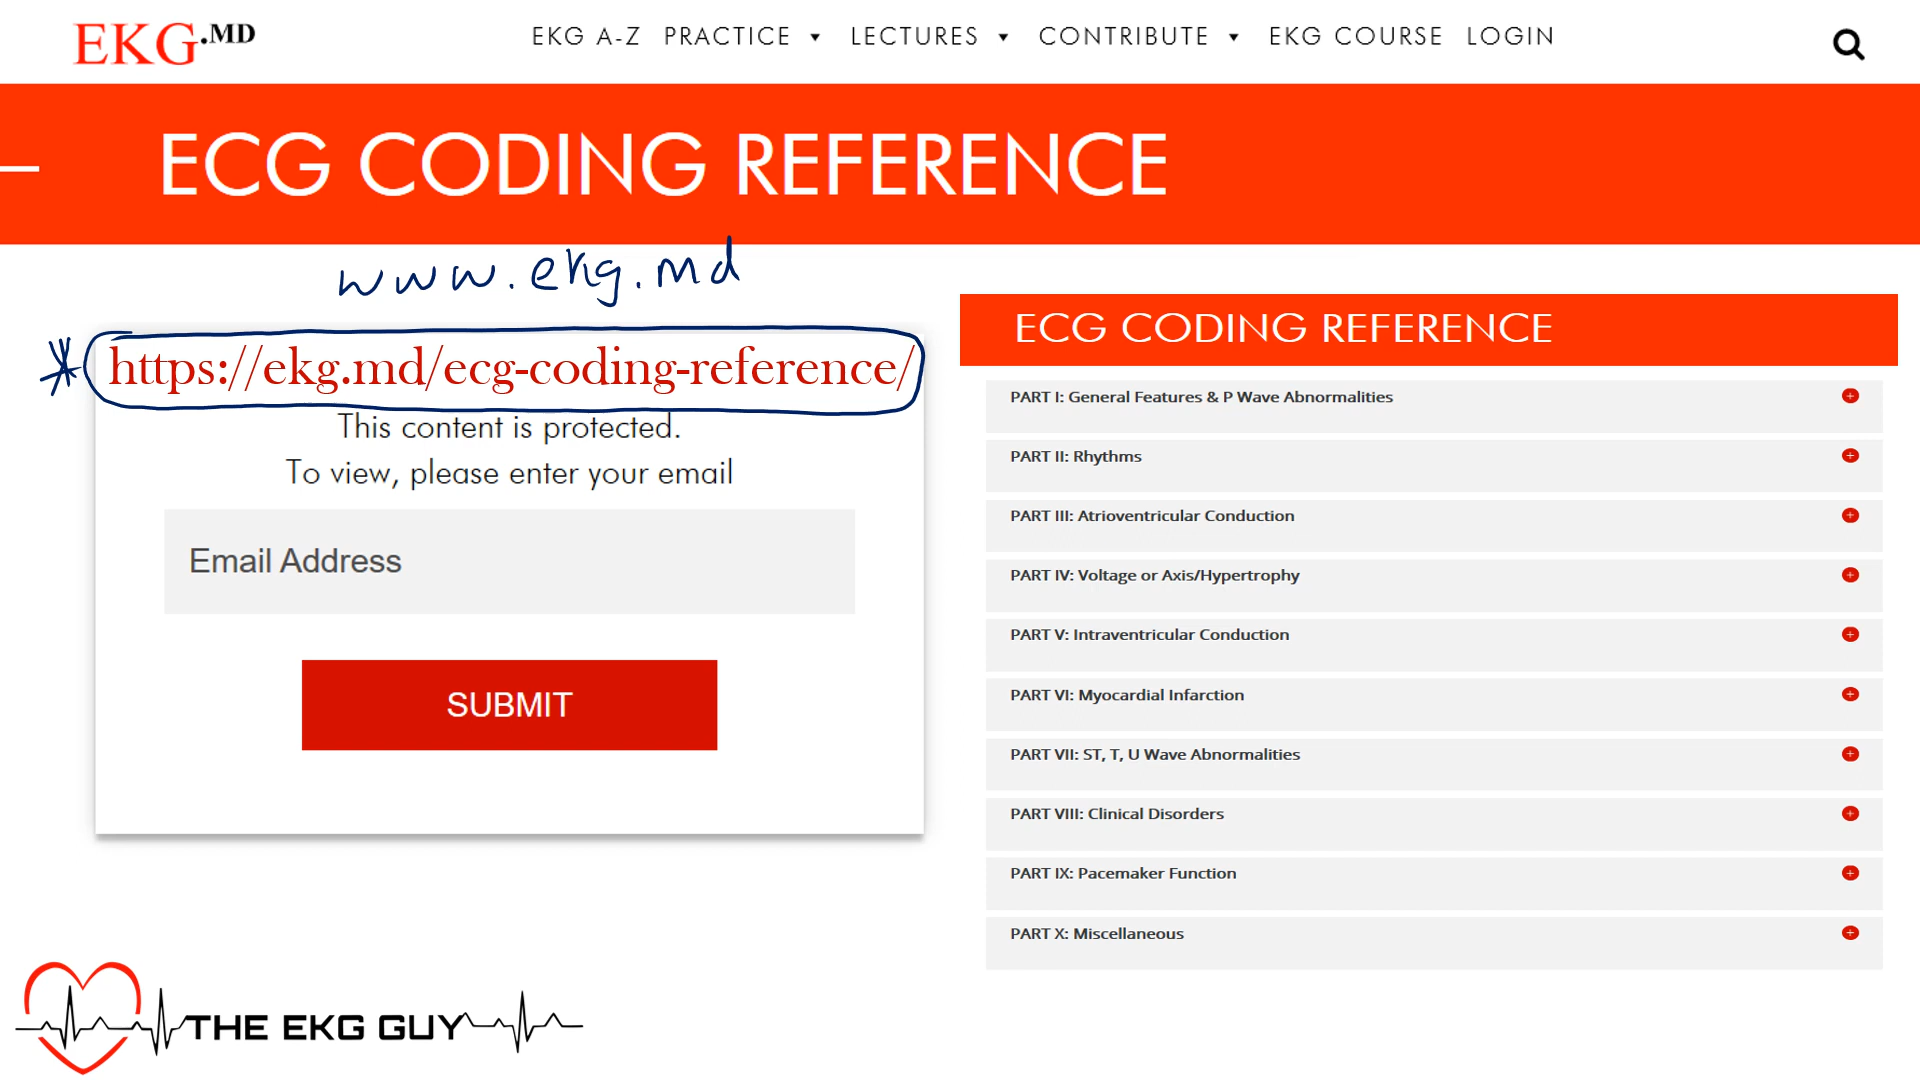 EKG.MD
EKG A-Z PRACTICE LECTURES CONTRIBUTE EKG COURSE LOGIN
ECG CODING REFERENCE
www.ekg.md
* https://ekg.md/ecg-coding-reference/
This content is protected.
To view, please enter your email
Email Address
SUBMIT
ECG CODING REFERENCE
PART I: General Features & P Wave Abnormalities
PART II: Rhythms
PART III: Atrioventricular Conduction
PART IV: Voltage or Axis/Hypertrophy
PART V: Intraventricular Conduction
PART VI: Myocardial Infarction
PART VII: ST, T, U Wave Abnormalities
PART VIII: Clinical Disorders
PART IX: Pacemaker Function
PART X: Miscellaneous
THE EKG GUY